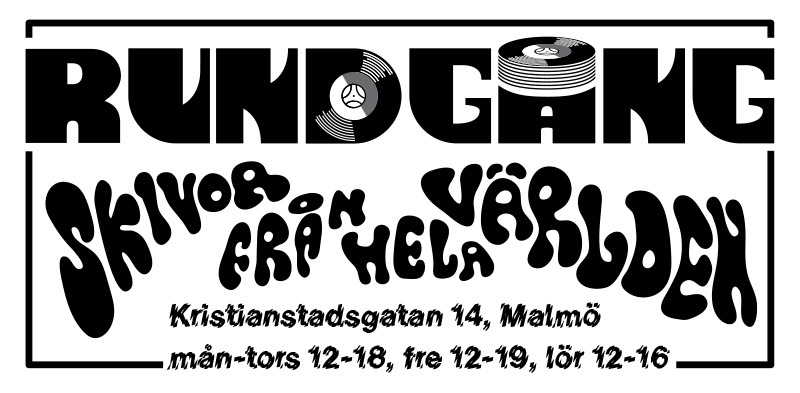 RUNDGÅNG
SKIVOR FRÅN HELA VÄRLDEN
Kristianstadsgatan 14, Malmö
mån-tors 12-18, fre 12-19, lör 12-16